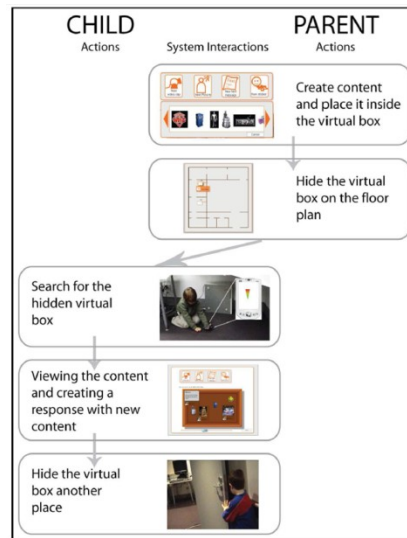 CHILD
PARENT
Actions
System Interactions
Actions
Create content
and place it inside
the virtual box
Hide the virtual
box on the floor
plan
Search for the
hidden virtual
box
Viewing the content
and creating a
response with new
content
Hide the virtual
box another
place